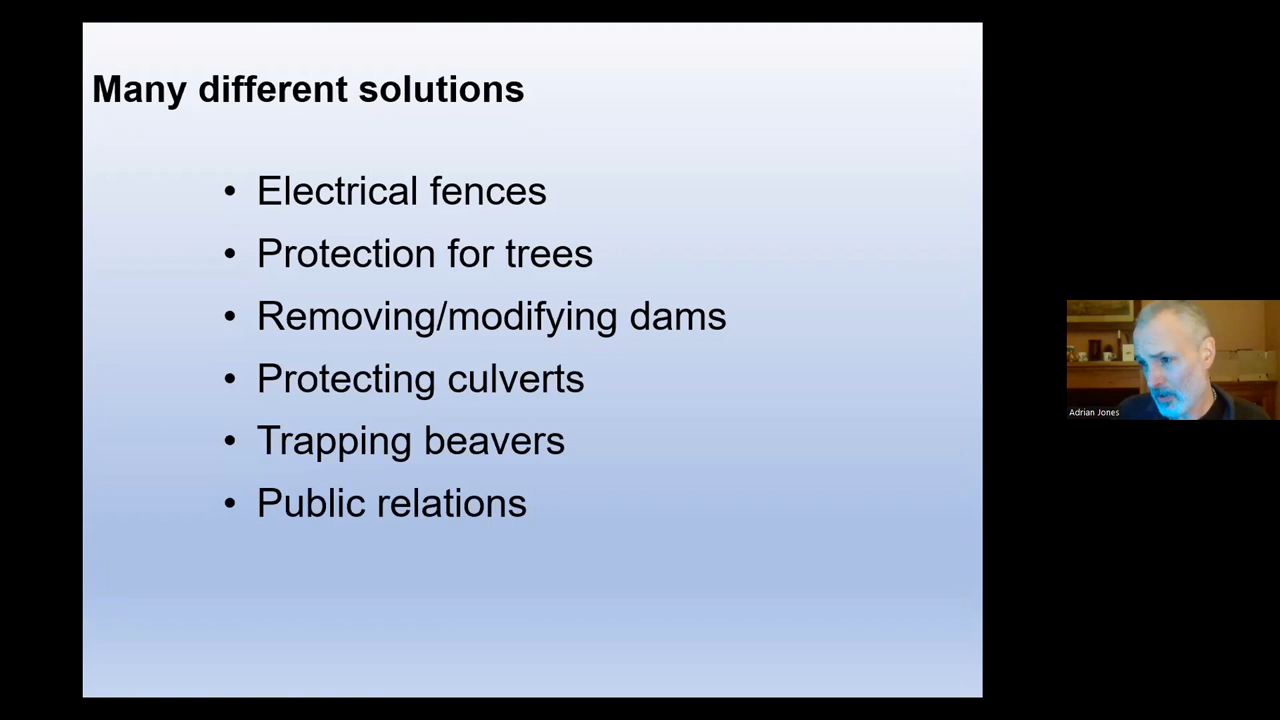 Many different solutions
• Electrical fences
• Protection for trees
• Removing/modifying dams
• Protecting culverts
• Trapping beavers
• Public relations
Adrian Jones